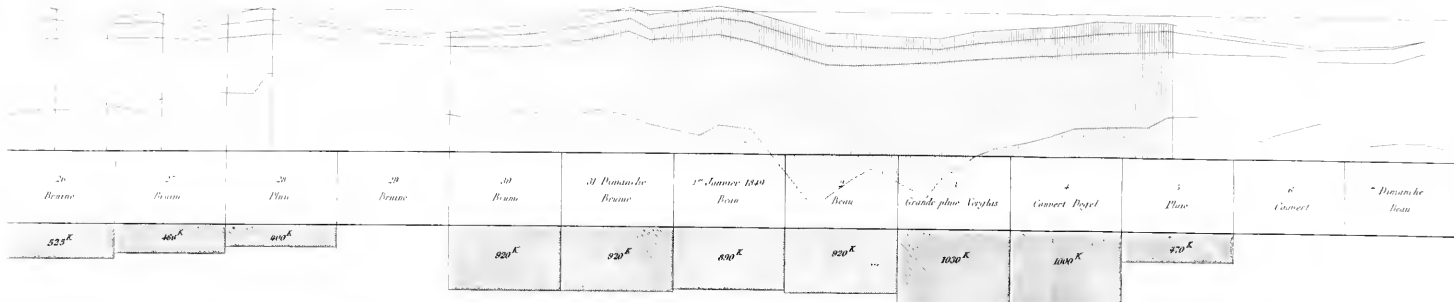 26
Brume
27
Brume
28
Pluie
29
Brume
30
Brume
31 Dimanche
Brume
1er Janvier 1849
Beau
2
Beau
3
Grande pluie Verglas
4
Couvert Dégel
5
Pluie
6
Couvert
7 Dimanche
Beau
525K
460K
400K
920K
920K
890K
920K
1030K
1000K
470K